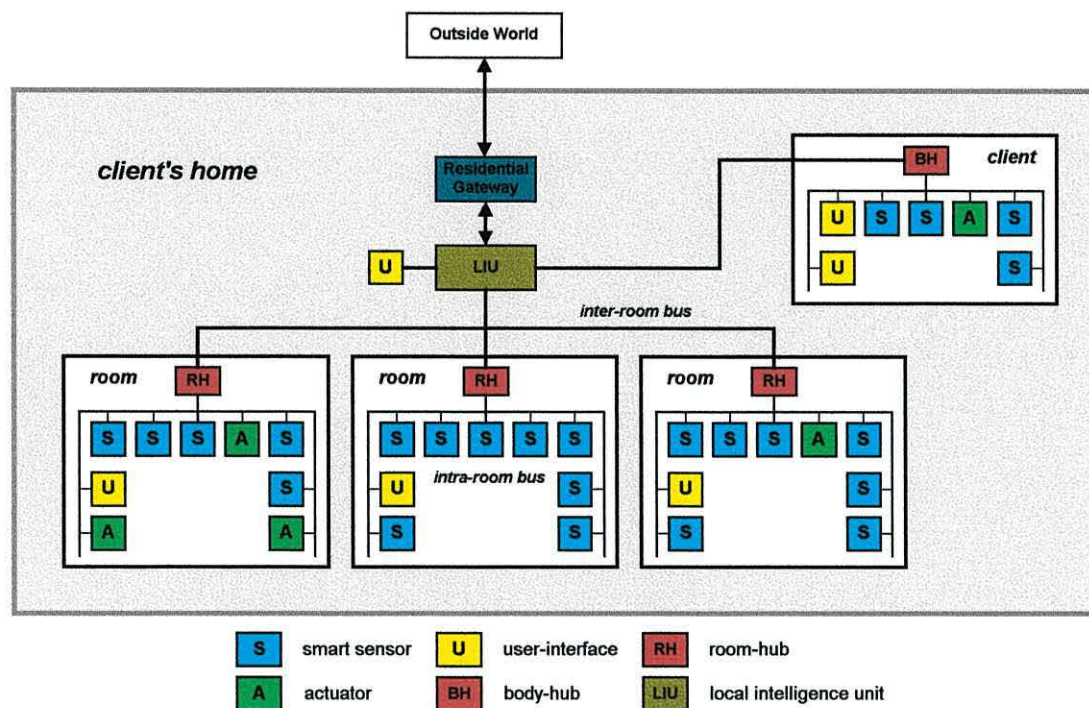 Outside World
client's home
Residential
Gateway
BH
client
U S S A S
U S
U
LIU
inter-room bus
room RH
S S S A S
U S
A A
room RH
S S S S S
intra-room bus
U S
S S
room RH
S S S A S
U S
S S
S smart sensor U user-interface RH room-hub
A actuator BH body-hub LIU local intelligence unit